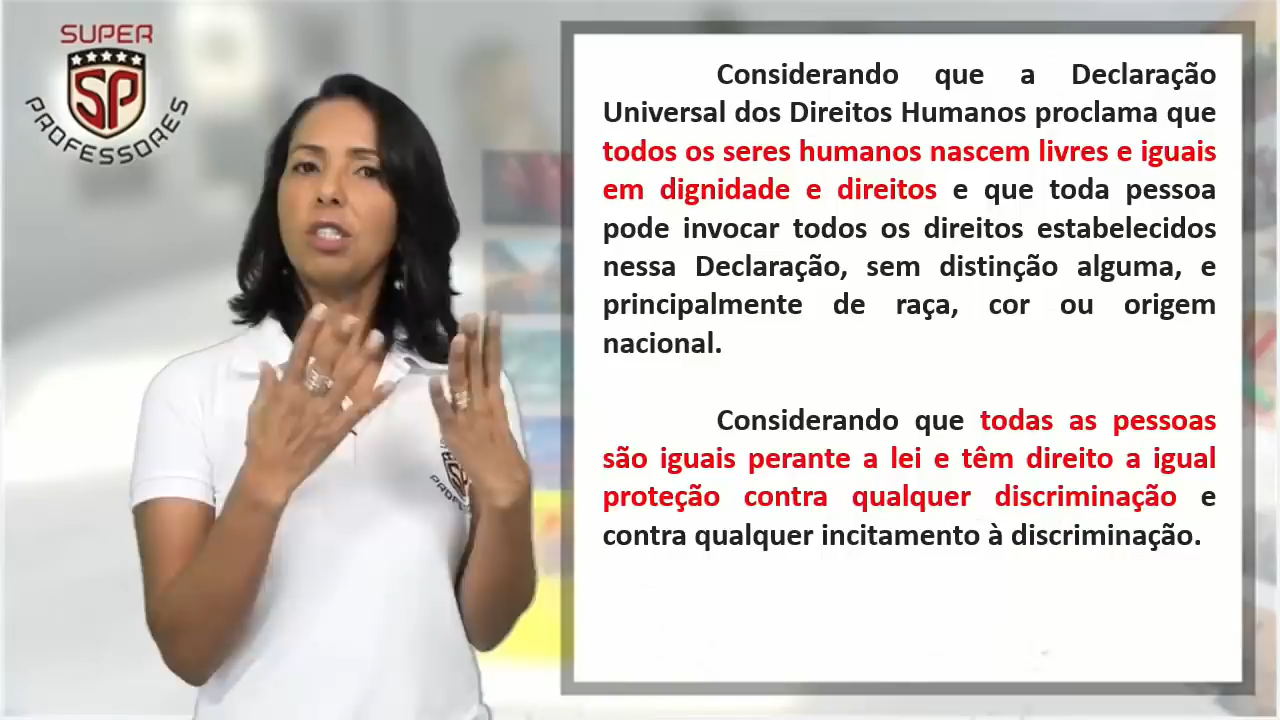 SUPER
SP
PROFESSORES
Considerando que a Declaração
Universal dos Direitos Humanos proclama que
todos os seres humanos nascem livres e iguais
em dignidade e direitos e que toda pessoa
pode invocar todos os direitos estabelecidos
nessa Declaração, sem distinção alguma, e
principalmente de raça, cor ou origem
nacional.
Considerando que todas as pessoas
são iguais perante a lei e têm direito a igual
proteção contra qualquer discriminação e
contra qualquer incitamento à discriminação.